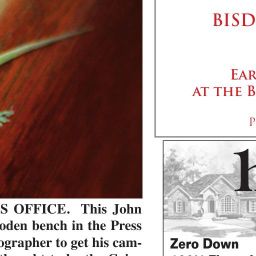 S OFFICE. This John
oden bench in the Press
ographer to get his cam-
BISD
EAR
AT THE B
P
h
Zero Down